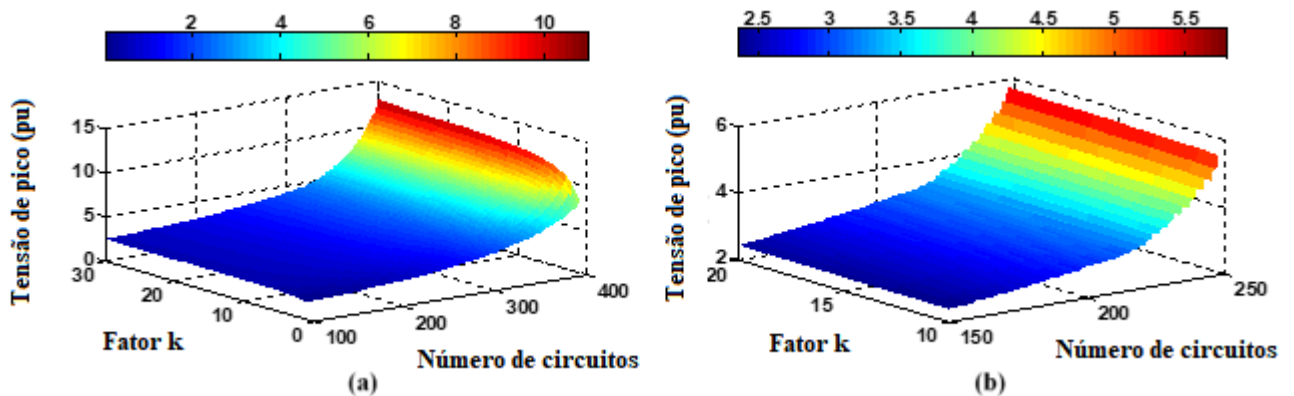 2 4 6 8 10
Tensão de pico (pu)
15
10
5
0
30
20
10
0
Fator k
100
200
300
400
Número de circuitos
(a)
2.5 3 3.5 4 4.5 5 5.5
Tensão de pico (pu)
6
4
2
20
15
10
Fator k
150
200
250
Número de circuitos
(b)